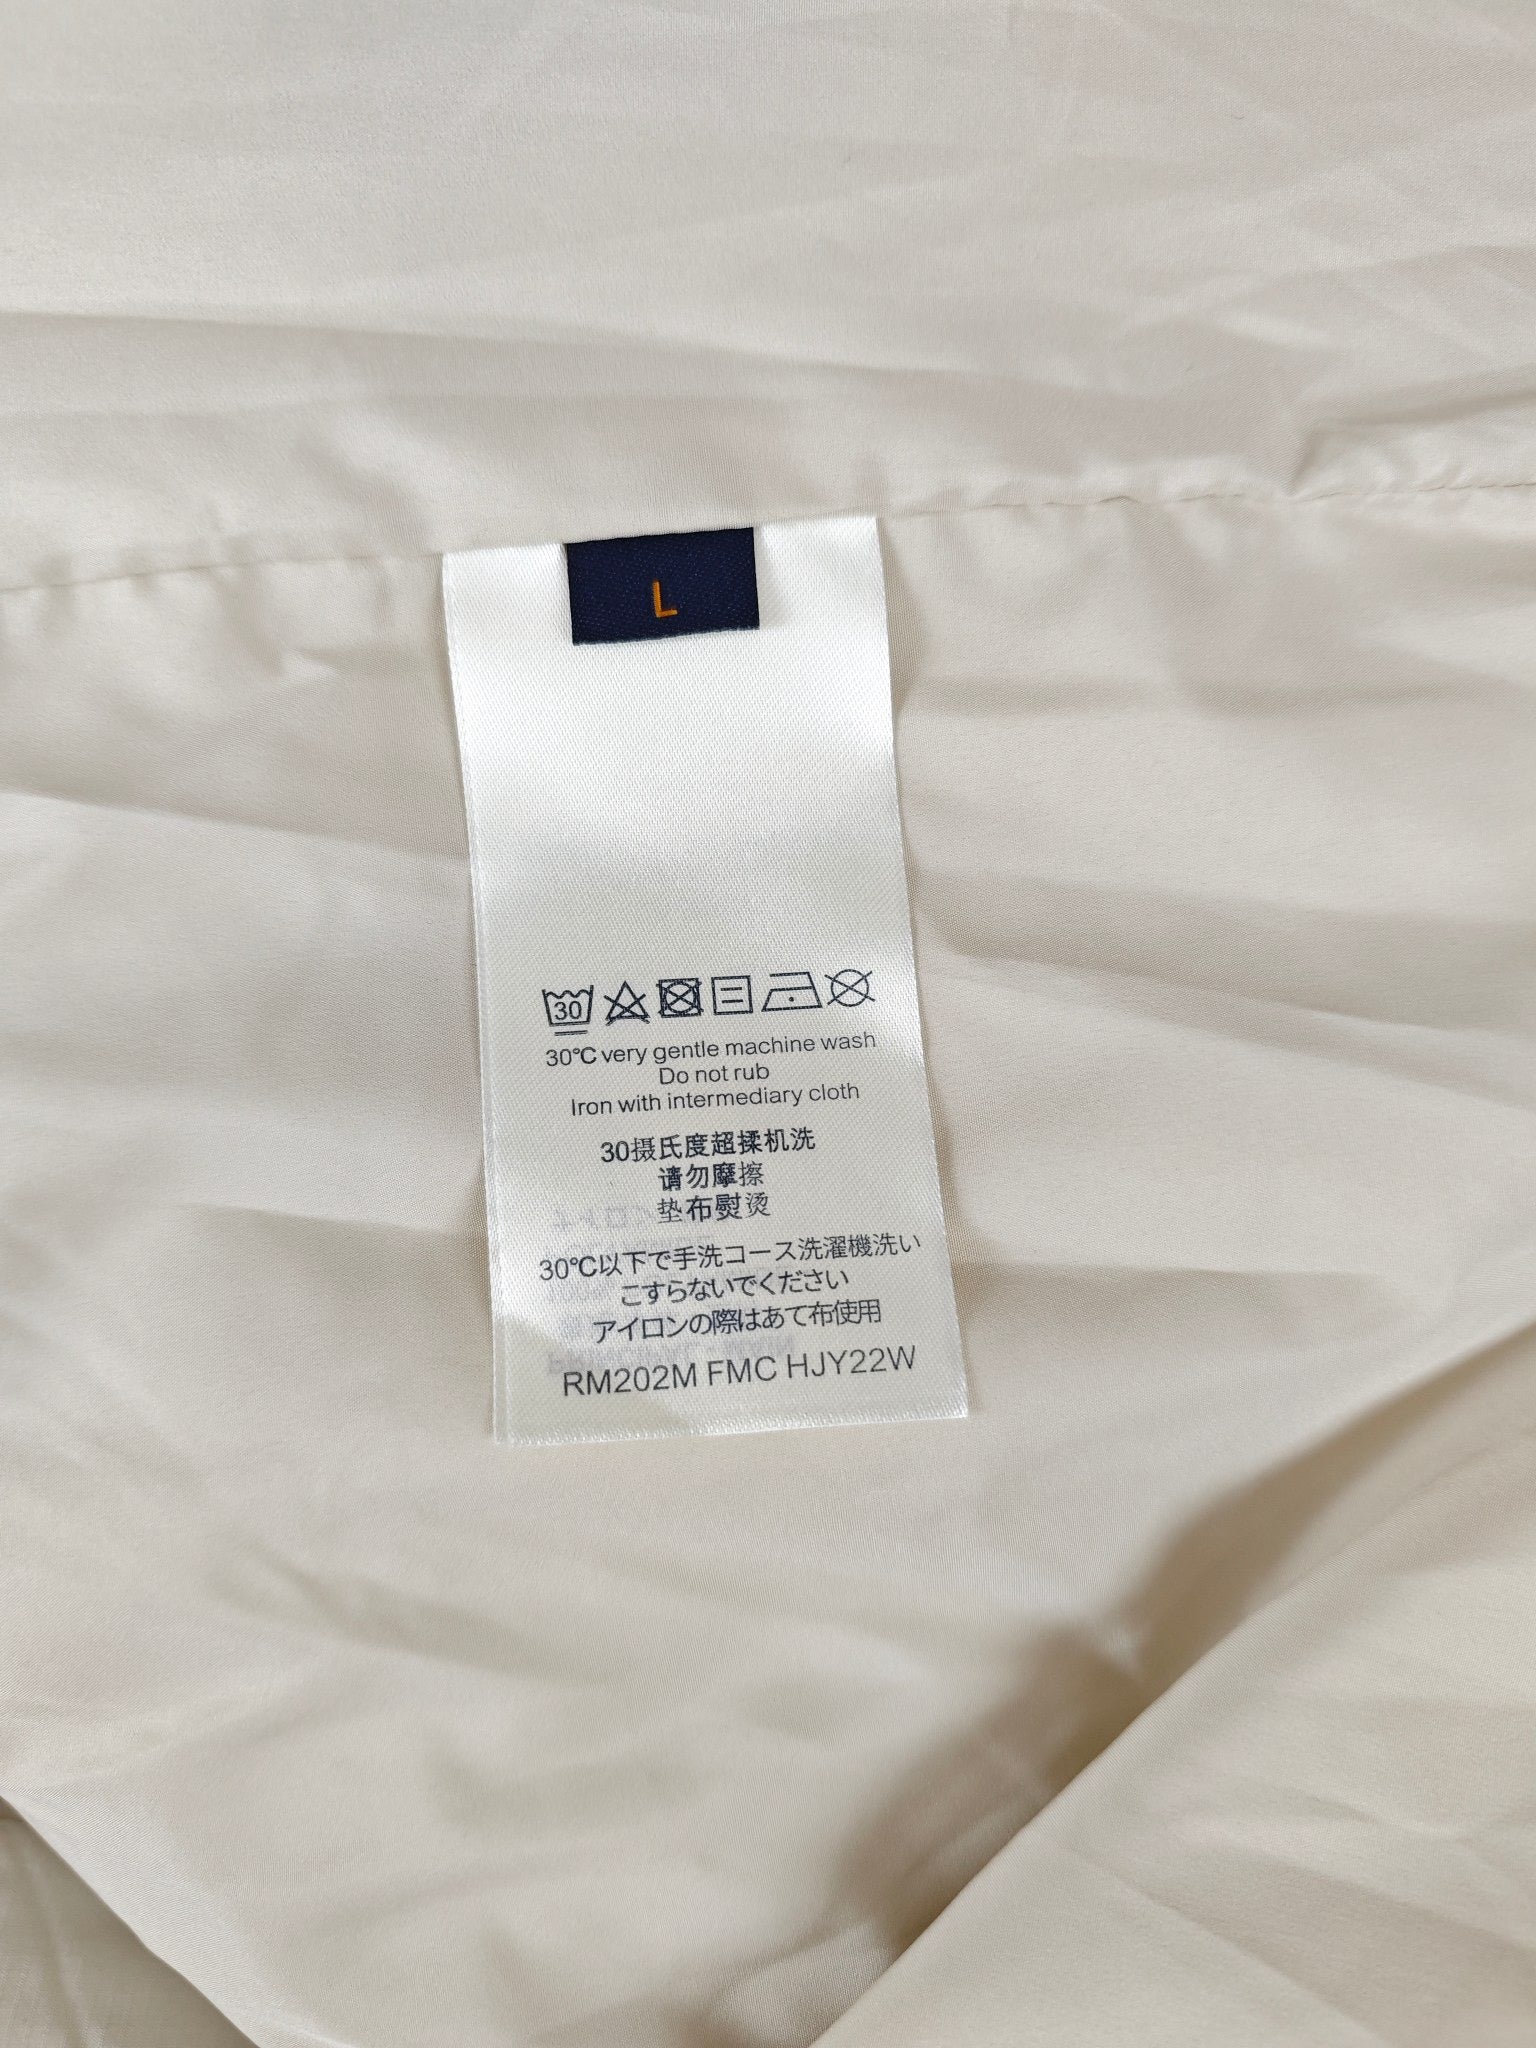 L
30
30°C very gentle machine wash
Do not rub
Iron with intermediary cloth
30摄氏度超揉机洗
请勿摩擦
垫布熨烫
30°C以下で手洗コース洗濯機洗い
こすらないでください
アイロンの際はあて布使用
RM202M FMC HJY22W